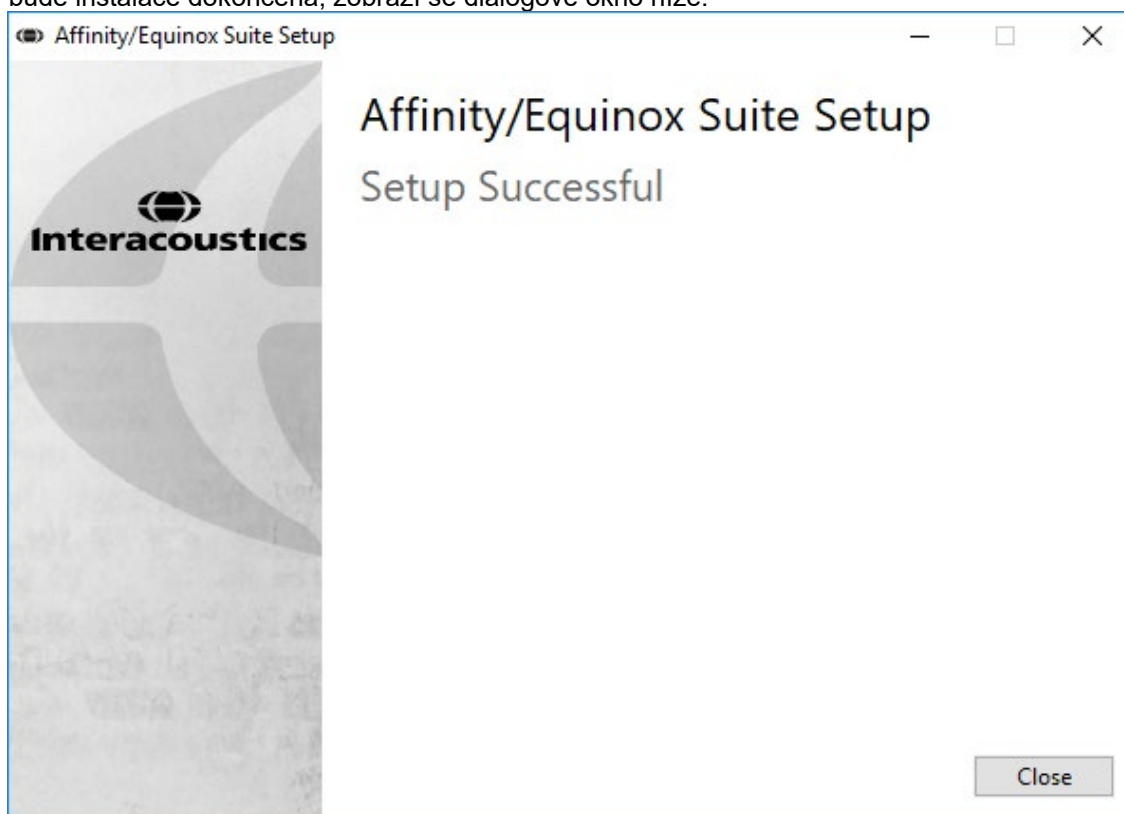 bude instalace dokončena, zobrazí se dialogové okno níže.
Affinity/Equinox Suite Setup
Affinity/Equinox Suite Setup
Setup Successful
Interacoustics
Close